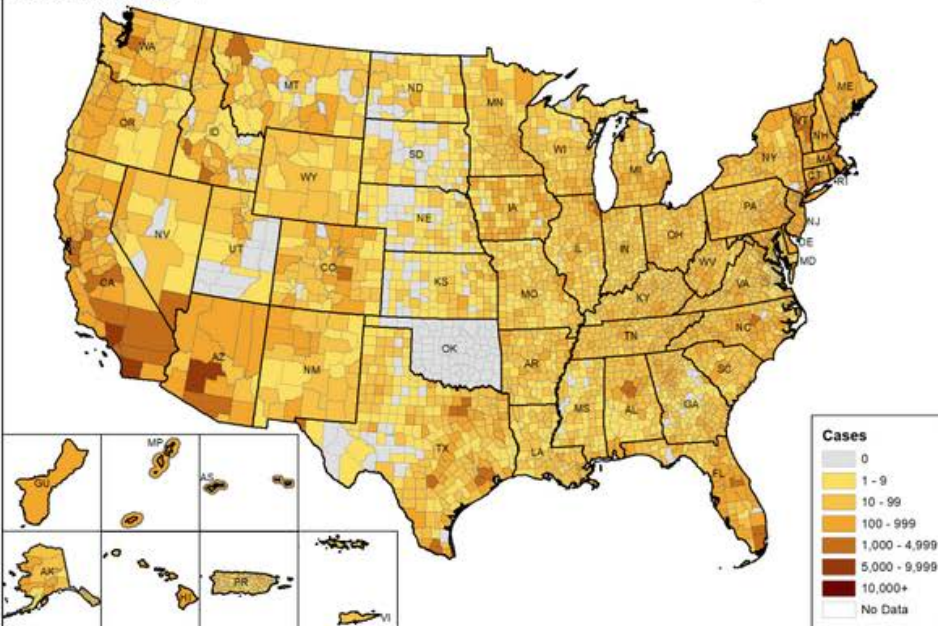 WA
MT
ND
MN
ME
OR
ID
SD
WI
MI
VT
NH
NY
MA
CT
RI
WY
NE
IA
PA
NJ
NV
UT
CO
KS
MO
IL
IN
OH
WV
DE
MD
VA
CA
KY
AZ
NM
OK
AR
TN
NC
SC
MS
AL
GA
TX
LA
FL
GU
MP
AS
AK
HI
PR
VI
Cases
0
1 - 9
10 - 99
100 - 999
1,000 - 4,999
5,000 - 9,999
10,000+
No Data